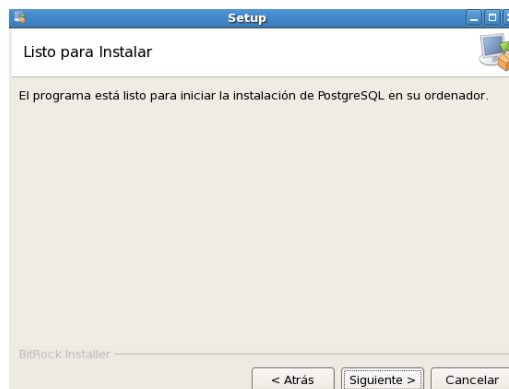 Setup
Listo para Instalar
El programa está listo para iniciar la instalación de PostgreSQL en su ordenador.
BitRock Installer
< Atrás
Siguiente >
Cancelar